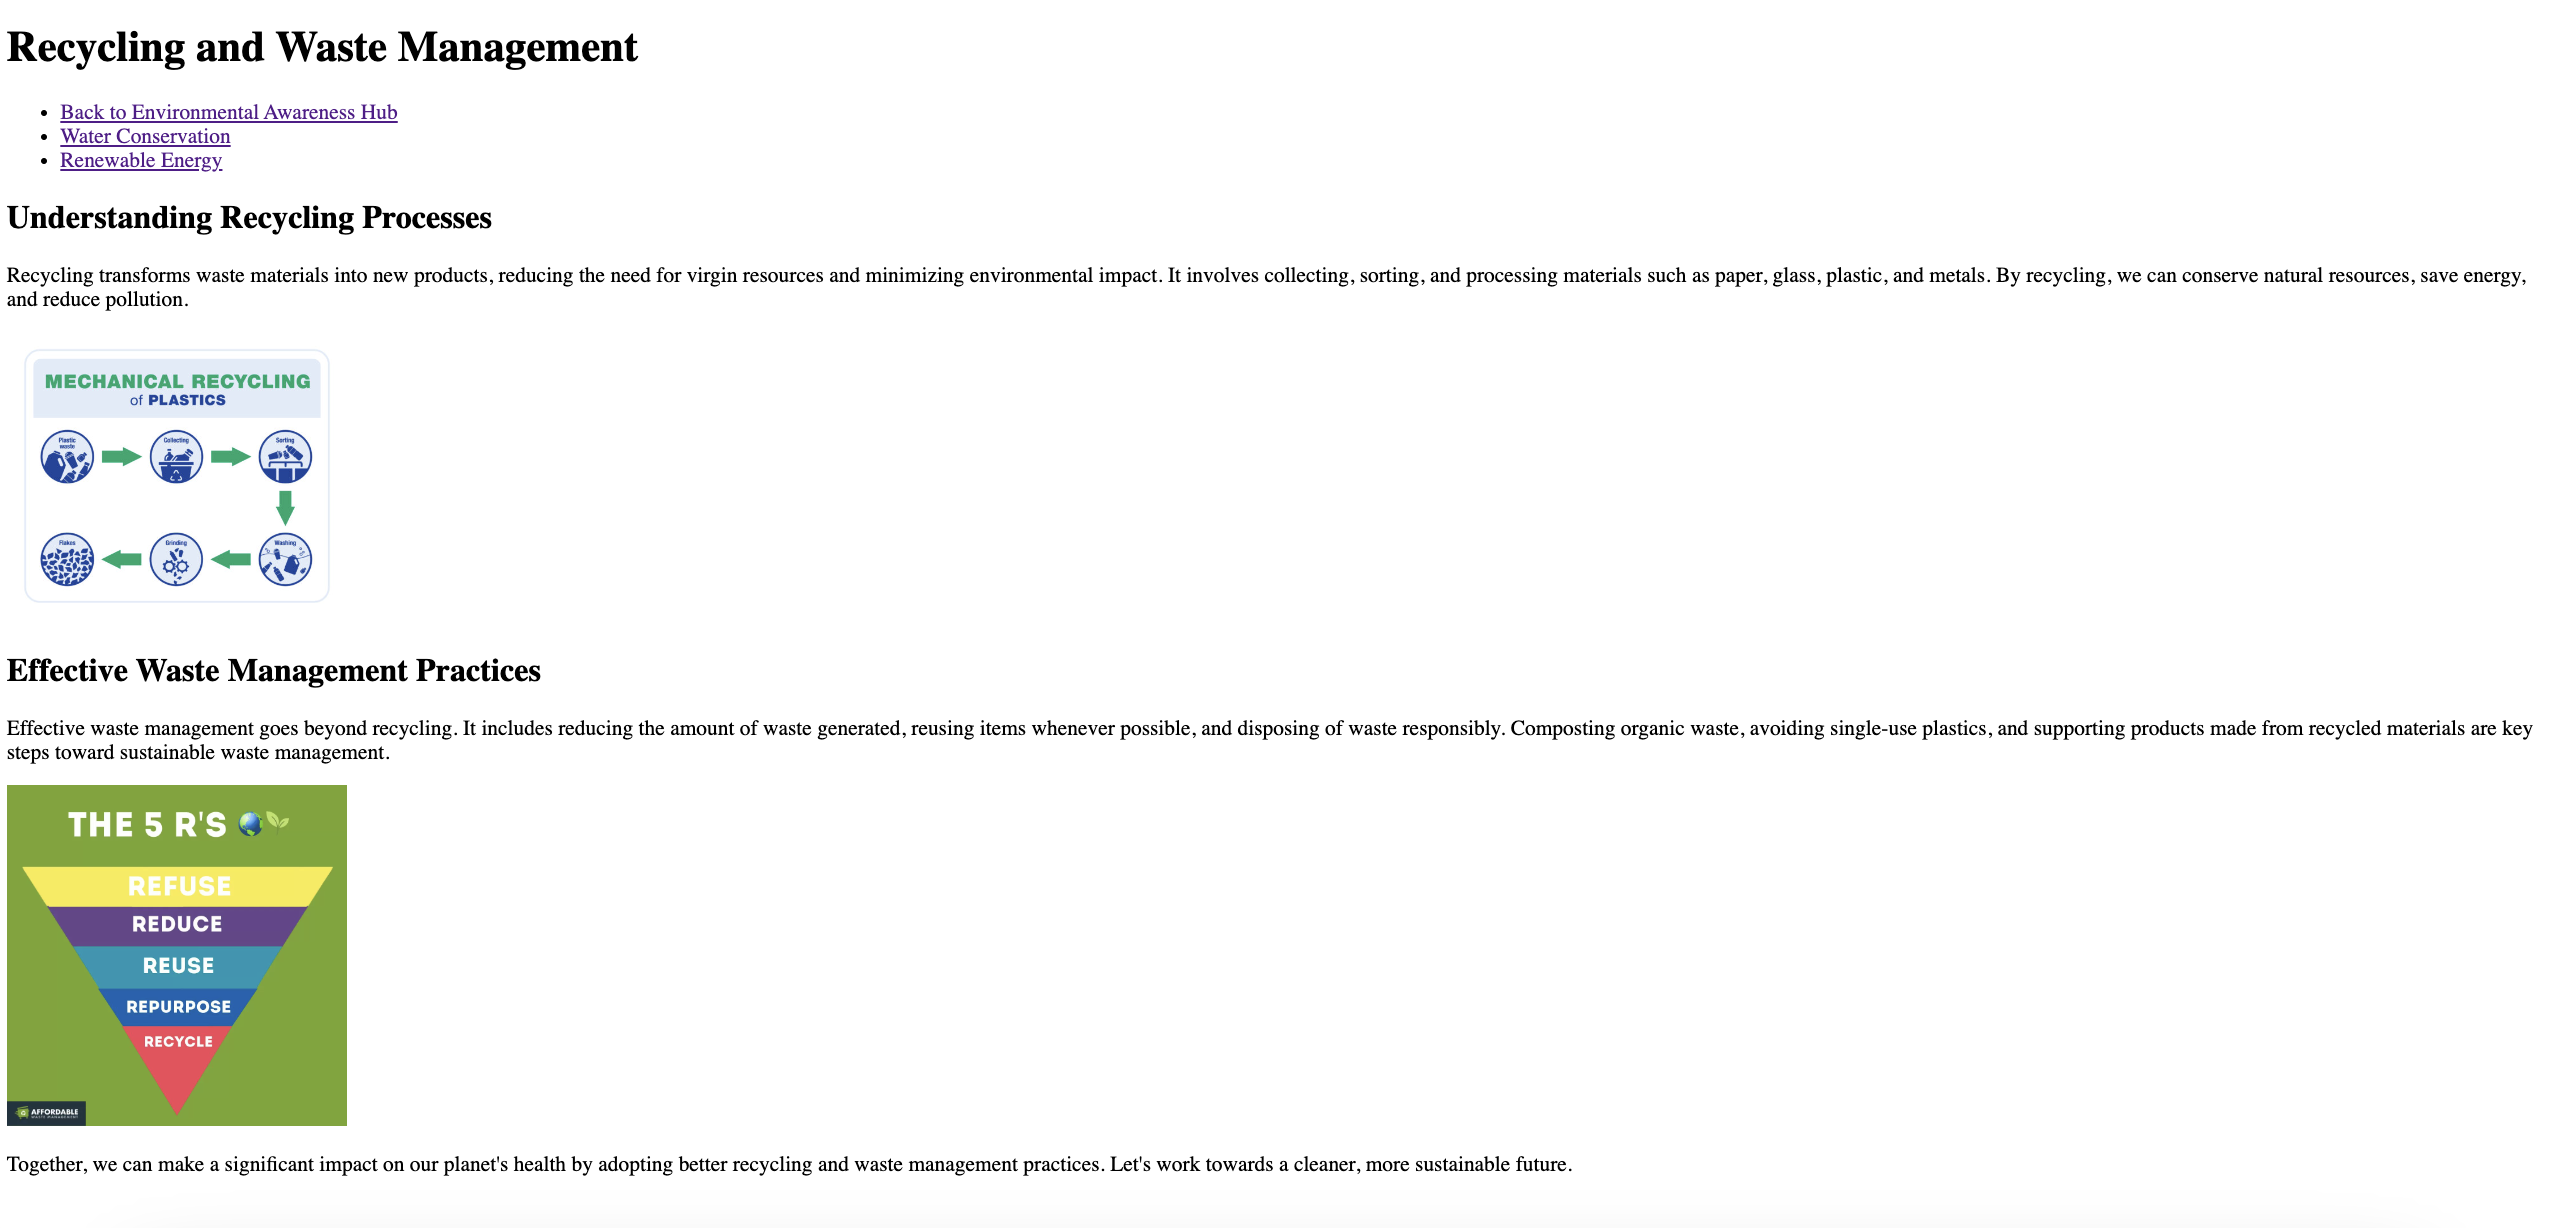 Recycling and Waste Management
Back to Environmental Awareness Hub
Water Conservation
Renewable Energy
Understanding Recycling Processes
Recycling transforms waste materials into new products, reducing the need for virgin resources and minimizing environmental impact. It involves collecting, sorting, and processing materials such as paper, glass, plastic, and metals. By recycling, we can conserve natural resources, save energy,
and reduce pollution.
MECHANICAL RECYCLING
of PLASTICS
Plastic
waste
Collecting
Sorting
Flakes
Grinding
Washing
Effective Waste Management Practices
Effective waste management goes beyond recycling. It includes reducing the amount of waste generated, reusing items whenever possible, and disposing of waste responsibly. Composting organic waste, avoiding single-use plastics, and supporting products made from recycled materials are key
steps toward sustainable waste management.
THE 5 R'S
REFUSE
REDUCE
REUSE
REPURPOSE
RECYCLE
AFFORDABLE
WASTE MANAGEMENT
Together, we can make a significant impact on our planet's health by adopting better recycling and waste management practices. Let's work towards a cleaner, more sustainable future.